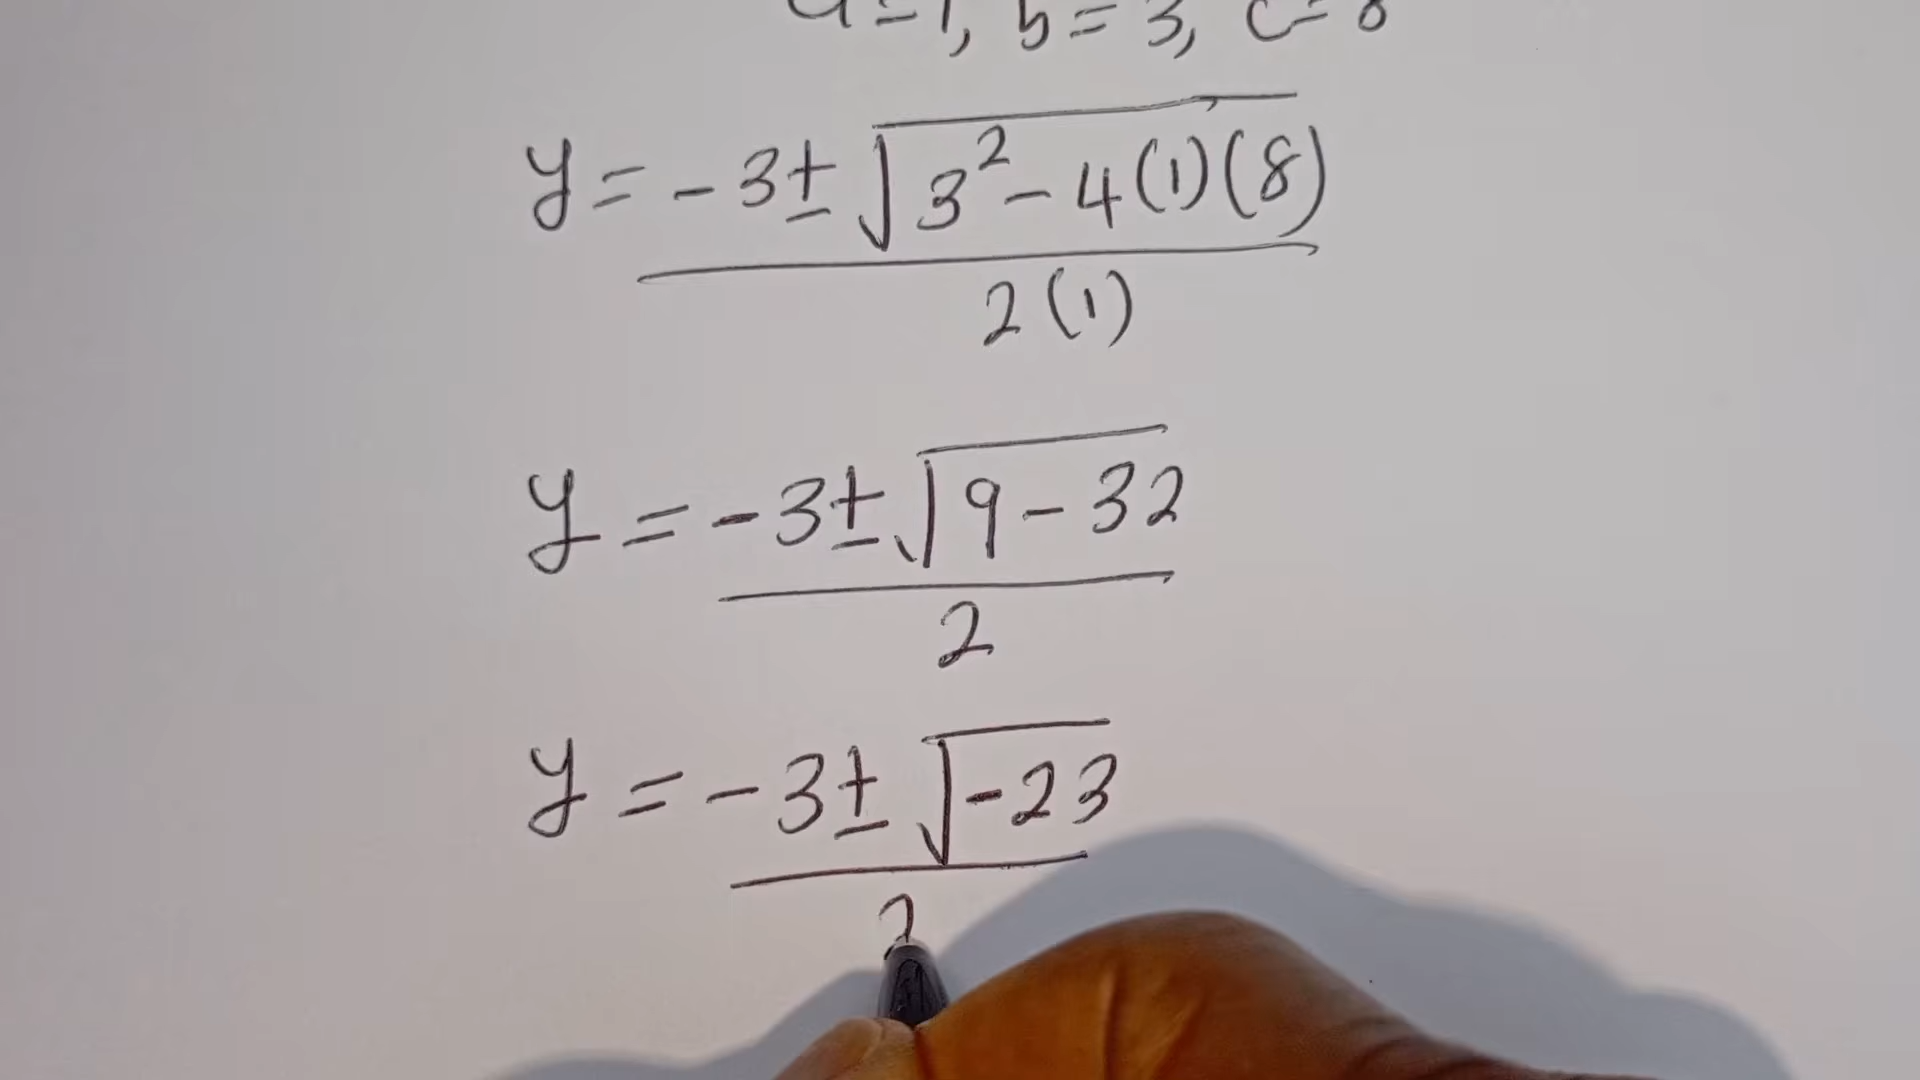 a=1, b=3, c=8
y = -3 ± √(3² - 4(1)(8))
2(1)
y = -3 ± √(9 - 32)
2
y = -3 ± √(-23)
2